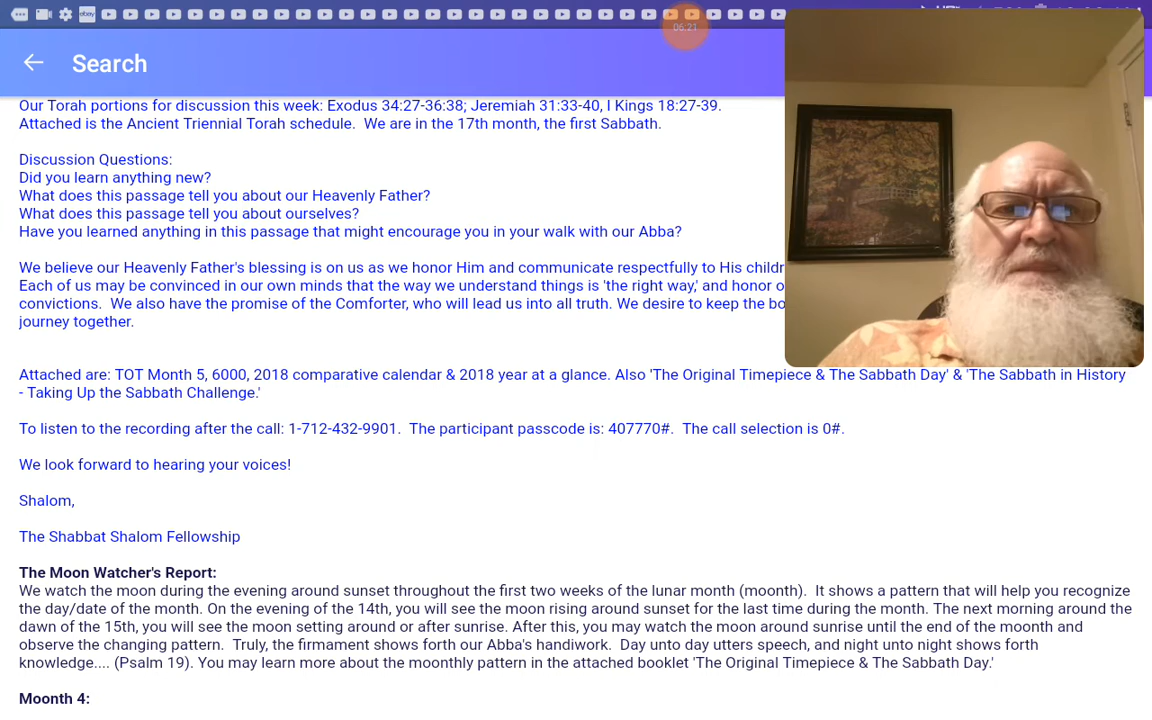 ebay
06:21
Search
Our Torah portions for discussion this week: Exodus 34:27-36:38; Jeremiah 31:33-40, I Kings 18:27-39.
Attached is the Ancient Triennial Torah schedule.  We are in the 17th month, the first Sabbath.
Discussion Questions:
Did you learn anything new?
What does this passage tell you about our Heavenly Father?
What does this passage tell you about ourselves?
Have you learned anything in this passage that might encourage you in your walk with our Abba?
We believe our Heavenly Father's blessing is on us as we honor Him and communicate respectfully to His childr
Each of us may be convinced in our own minds that the way we understand things is 'the right way,' and honor o
convictions.  We also have the promise of the Comforter, who will lead us into all truth. We desire to keep the bo
journey together.
Attached are: TOT Month 5, 6000, 2018 comparative calendar & 2018 year at a glance. Also 'The Original Timepiece & The Sabbath Day' & 'The Sabbath in History
- Taking Up the Sabbath Challenge.'
To listen to the recording after the call: 1-712-432-9901.  The participant passcode is: 407770#.  The call selection is 0#.
We look forward to hearing your voices!
Shalom,
The Shabbat Shalom Fellowship
The Moon Watcher's Report:
We watch the moon during the evening around sunset throughout the first two weeks of the lunar month (moonth).  It shows a pattern that will help you recognize
the day/date of the month. On the evening of the 14th, you will see the moon rising around sunset for the last time during the month. The next morning around the
dawn of the 15th, you will see the moon setting around or after sunrise. After this, you may watch the moon around sunrise until the end of the moonth and
observe the changing pattern.  Truly, the firmament shows forth our Abba's handiwork.  Day unto day utters speech, and night unto night shows forth
knowledge.... (Psalm 19). You may learn more about the moonthly pattern in the attached booklet 'The Original Timepiece & The Sabbath Day.'
Moonth 4: